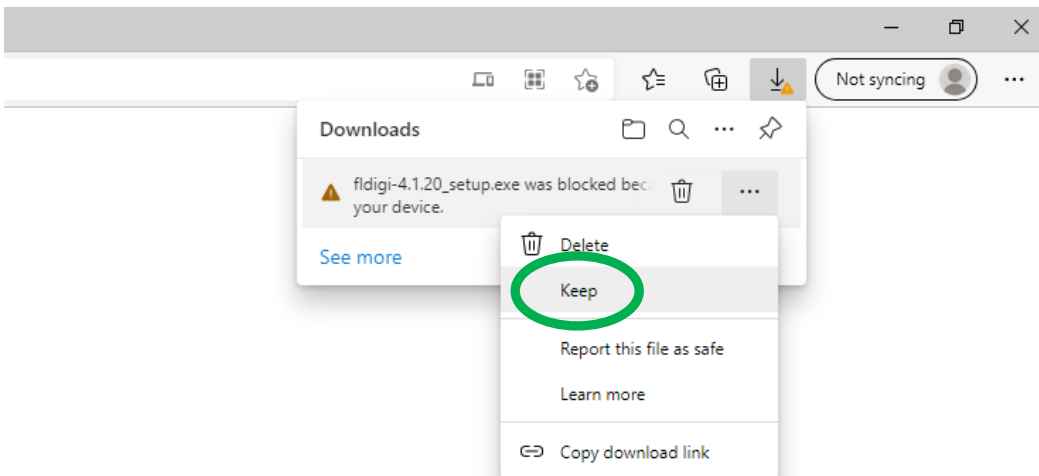 Not syncing
Downloads
fldigi-4.1.20_setup.exe was blocked
your device.
See more
Delete
Keep
Report this file as safe
Learn more
Copy download link